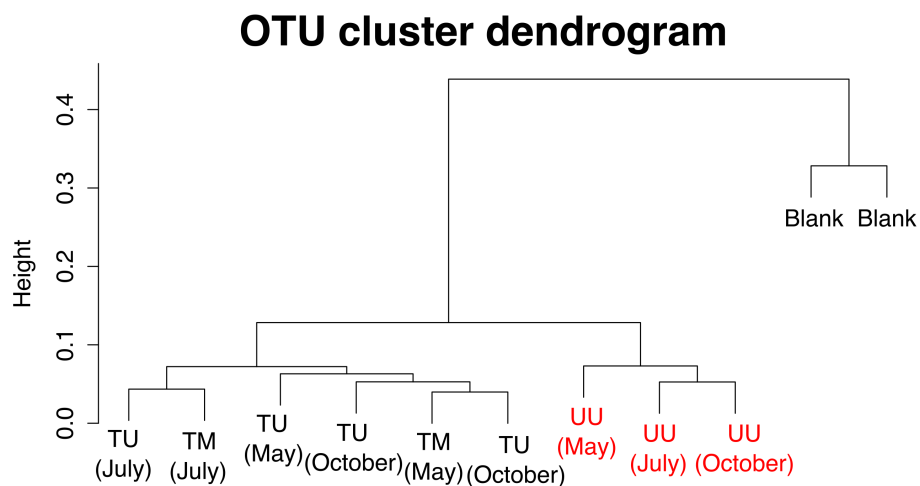 OTU cluster dendrogram
Height
0.4
0.3
0.2
0.1
0.0
Blank
Blank
TU
(July)
TM
(July)
TU
(May)
TU
(October)
TM
(May)
TU
(October)
UU
(May)
UU
(July)
UU
(October)